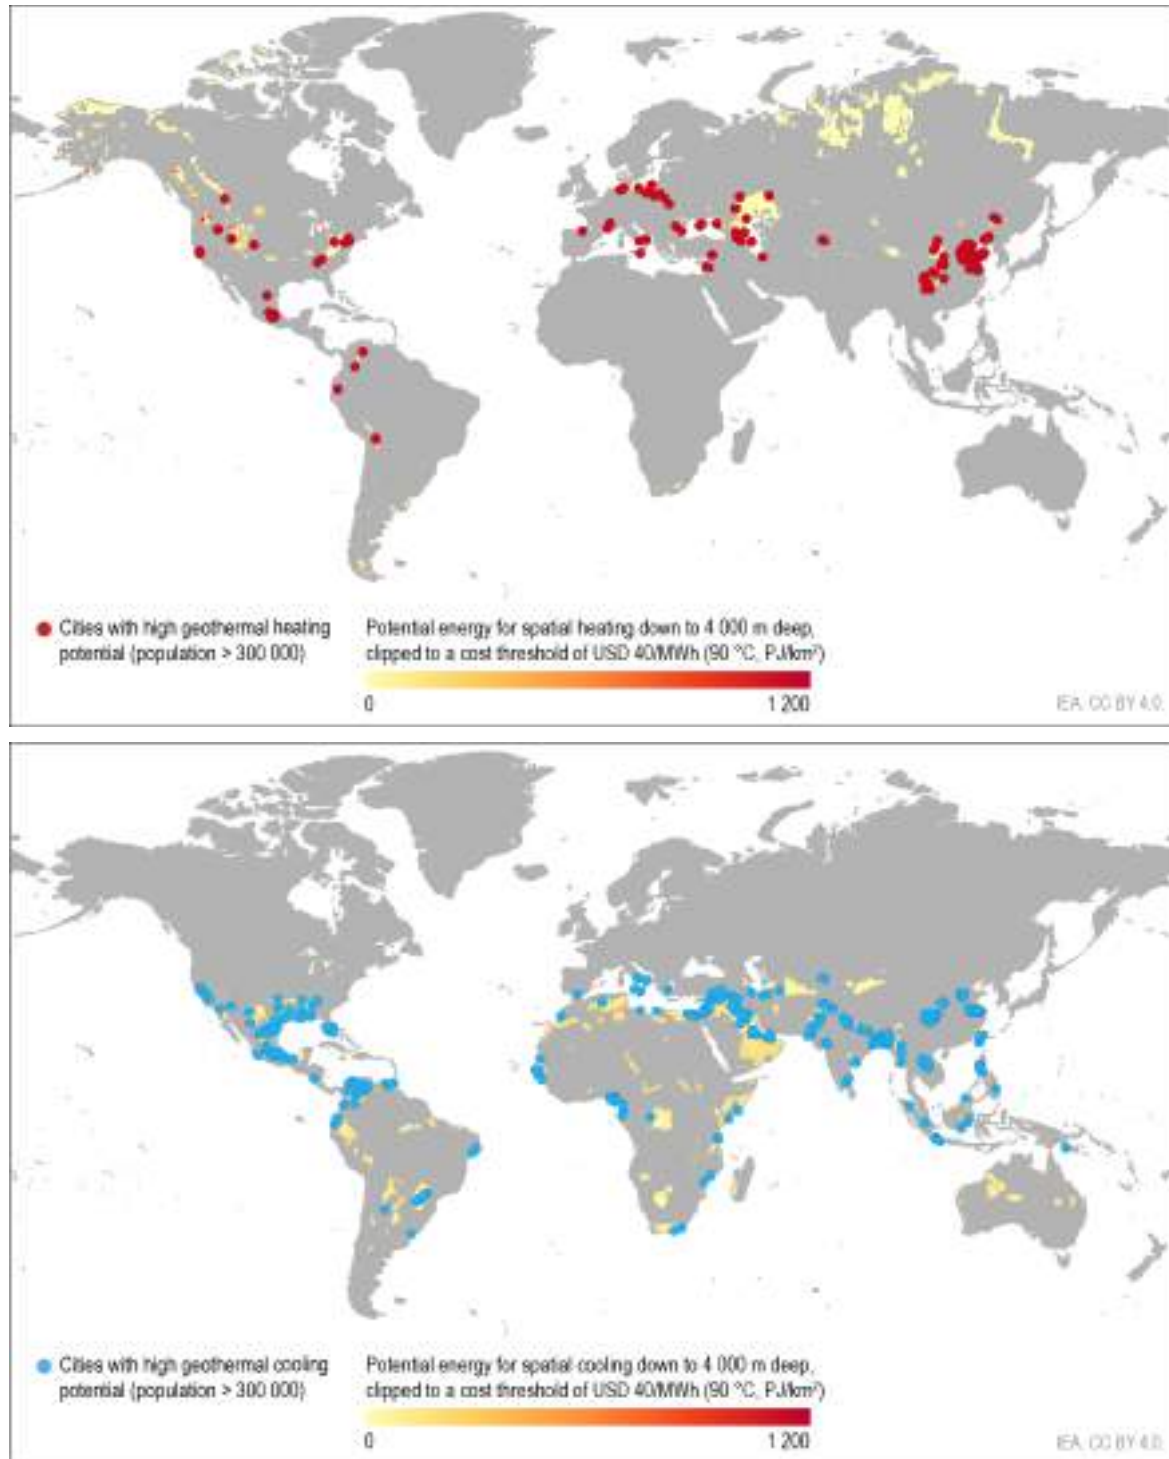 Cities with high geothermal heating
potential (population > 300 000)
Potential energy for spatial heating down to 4 000 m deep,
clipped to a cost threshold of USD 40/MWh (90 °C, PJ/km²)
0
1 200
IEA. CC BY 4.0.
Cities with high geothermal cooling
potential (population > 300 000)
Potential energy for spatial cooling down to 4 000 m deep,
clipped to a cost threshold of USD 40/MWh (90 °C, PJ/km²)
0
1 200
IEA. CC BY 4.0.